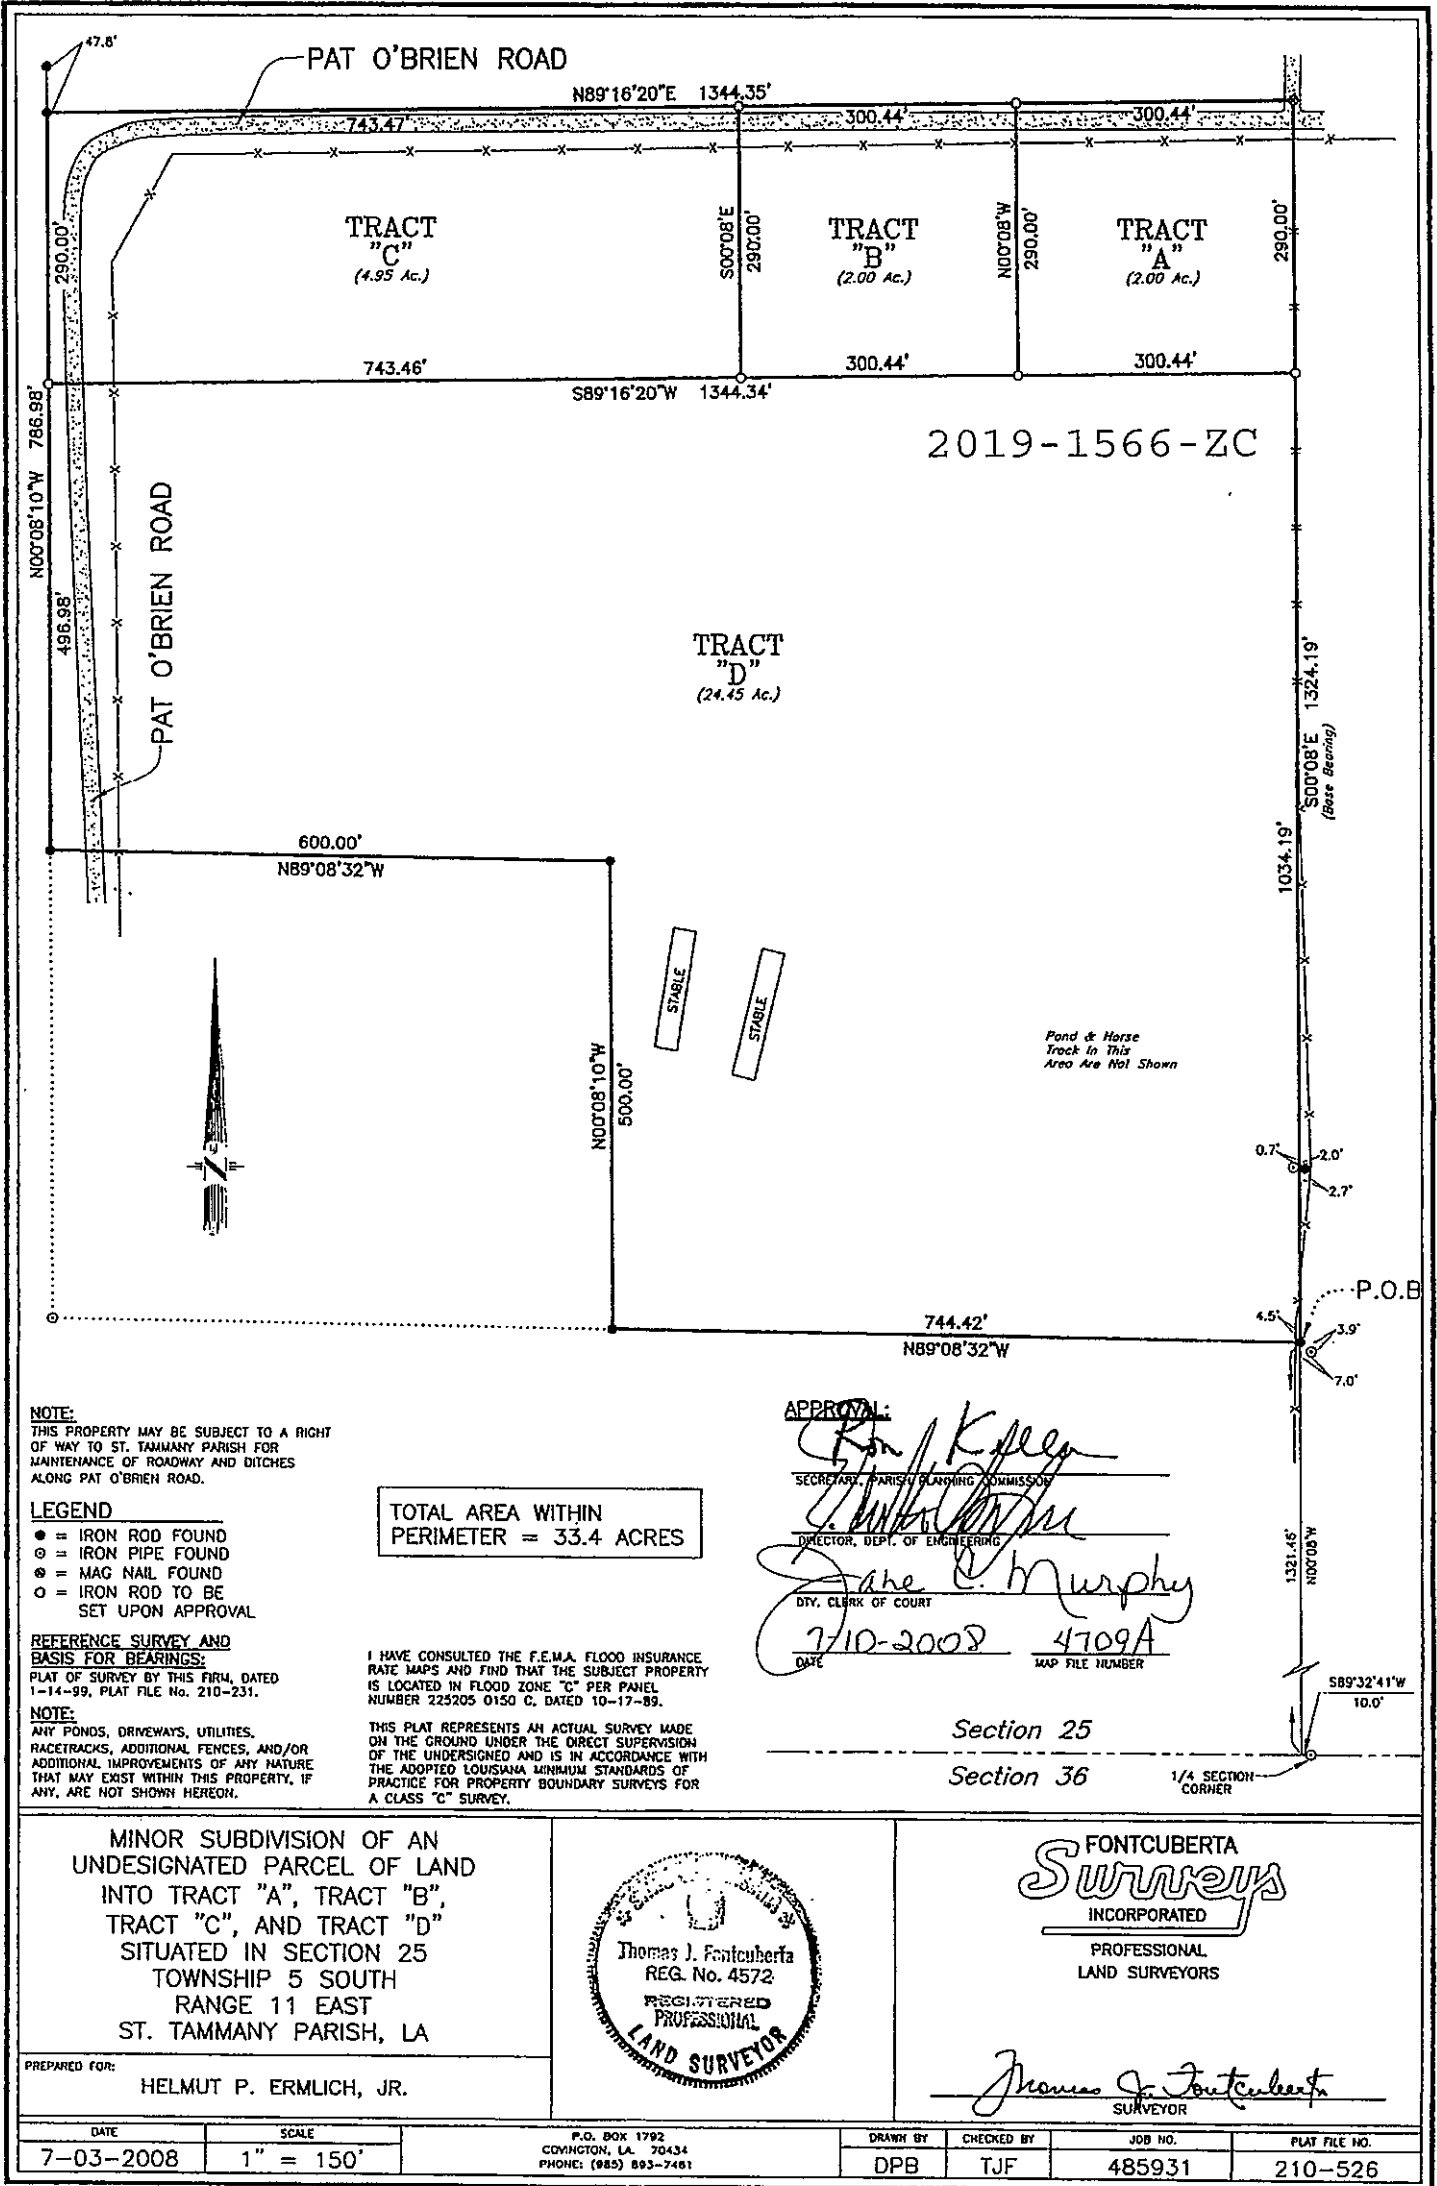 47.8'
PAT O'BRIEN ROAD
N89°16'20"E 1344.35'
743.47'
300.44'
300.44'
290.00'
TRACT
"C"
(4.95 Ac.)
S00°08'E
290.00'
TRACT
"B"
(2.00 Ac.)
N00°08'W
290.00'
TRACT
"A"
(2.00 Ac.)
290.00'
743.46'
300.44'
300.44'
S89°16'20"W 1344.34'
2019-1566-ZC
N00°08'10"W 786.98'
496.98'
PAT O'BRIEN ROAD
TRACT
"D"
(24.45 Ac.)
S00°08'E 1324.19'
(Base Bearing)
1034.19'
600.00'
N89°08'32"W
STABLE
STABLE
N00°08'10"W
500.00'
Pond & Horse
Track In This
Area Are Not Shown
0.7'
2.0'
2.7'
P.O.B
744.42'
N89°08'32"W
4.5'
3.9'
7.0'
NOTE:
THIS PROPERTY MAY BE SUBJECT TO A RIGHT
OF WAY TO ST. TAMMANY PARISH FOR
MAINTENANCE OF ROADWAY AND DITCHES
ALONG PAT O'BRIEN ROAD.
LEGEND
● = IRON ROD FOUND
⊙ = IRON PIPE FOUND
⊗ = MAG NAIL FOUND
○ = IRON ROD TO BE
SET UPON APPROVAL
REFERENCE SURVEY AND
BASIS FOR BEARINGS:
PLAT OF SURVEY BY THIS FIRM, DATED
1-14-99, PLAT FILE No. 210-231.
NOTE:
ANY PONDS, DRIVEWAYS, UTILITIES,
RACETRACKS, ADDITIONAL FENCES, AND/OR
ADDITIONAL IMPROVEMENTS OF ANY NATURE
THAT MAY EXIST WITHIN THIS PROPERTY, IF
ANY, ARE NOT SHOWN HEREON.
TOTAL AREA WITHIN
PERIMETER = 33.4 ACRES
I HAVE CONSULTED THE F.E.M.A. FLOOD INSURANCE
RATE MAPS AND FIND THAT THE SUBJECT PROPERTY
IS LOCATED IN FLOOD ZONE "C" PER PANEL
NUMBER 225205 0150 C, DATED 10-17-89.
THIS PLAT REPRESENTS AN ACTUAL SURVEY MADE
ON THE GROUND UNDER THE DIRECT SUPERVISION
OF THE UNDERSIGNED AND IS IN ACCORDANCE WITH
THE ADOPTED LOUISIANA MINIMUM STANDARDS OF
PRACTICE FOR PROPERTY BOUNDARY SURVEYS FOR
A CLASS "C" SURVEY.
APPROVAL:
Ron Keller
SECRETARY, PARISH PLANNING COMMISSION
DIRECTOR, DEPT. OF ENGINEERING
Jane C. Murphy
DTY. CLERK OF COURT
7/10-2008 4709A
DATE MAP FILE NUMBER
1321.46'
N00°08'W
S89°32'41"W
10.0'
Section 25
Section 36
1/4 SECTION
CORNER
MINOR SUBDIVISION OF AN
UNDESIGNATED PARCEL OF LAND
INTO TRACT "A", TRACT "B",
TRACT "C", AND TRACT "D"
SITUATED IN SECTION 25
TOWNSHIP 5 SOUTH
RANGE 11 EAST
ST. TAMMANY PARISH, LA
PREPARED FOR:
HELMUT P. ERMLICH, JR.
Thomas J. Fontcuberta
REG. No. 4572
REGISTERED
PROFESSIONAL
LAND SURVEYOR
FONTCUBERTA
Surveys
INCORPORATED
PROFESSIONAL
LAND SURVEYORS
Thomas J. Fontcuberta
SURVEYOR
DATE
7-03-2008
SCALE
1" = 150'
P.O. BOX 1792
COVINGTON, LA. 70434
PHONE: (985) 893-7461
DRAWN BY
DPB
CHECKED BY
TJF
JOB NO.
485931
PLAT FILE NO.
210-526